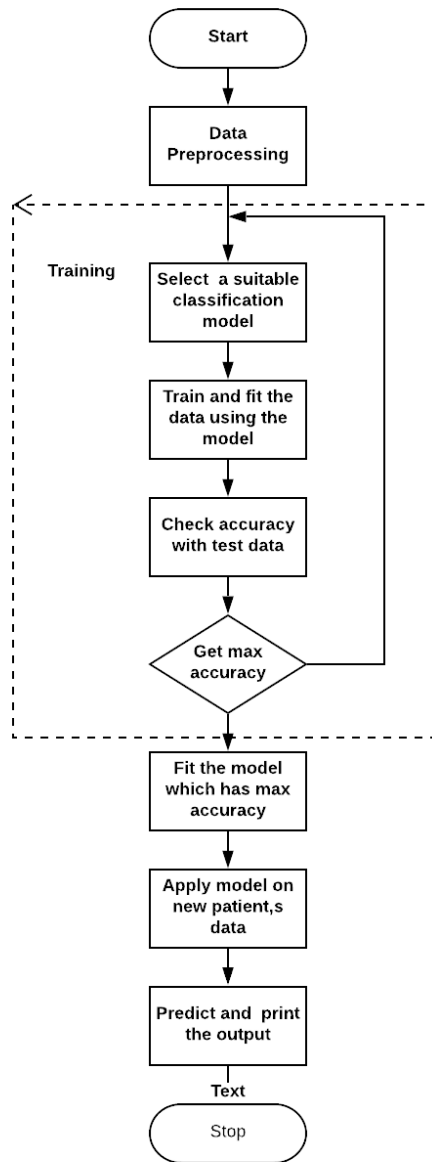 Start
Data
Preprocessing
Training
Select a suitable
classification
model
Train and fit the
data using the
model
Check accuracy
with test data
Get max
accuracy
Fit the model
which has max
accuracy
Apply model on
new patient,s
data
Predict and print
the output
Text
Stop